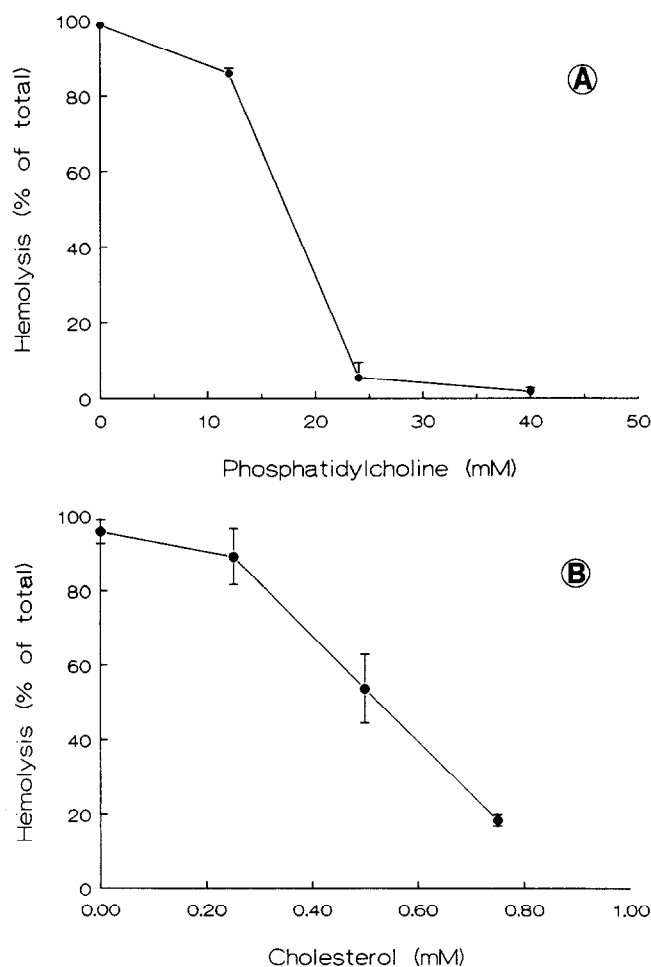 A
Hemolysis (% of total)
100
80
60
40
20
0
0 10 20 30 40 50
Phosphatidylcholine (mM)
B
Hemolysis (% of total)
100
80
60
40
20
0
0.00 0.20 0.40 0.60 0.80 1.00
Cholesterol (mM)